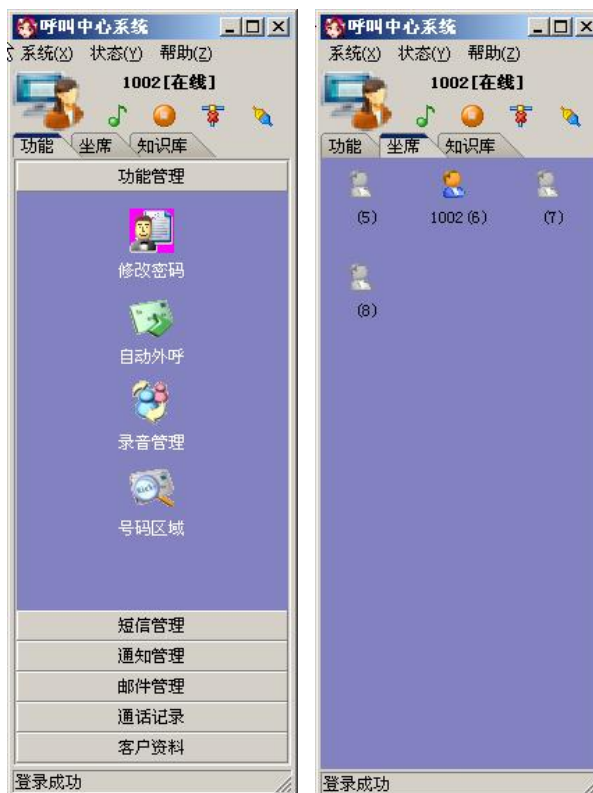 呼叫中心系统
系统(X) 状态(Y) 帮助(Z)
1002[在线]
功能 坐席 知识库
功能管理
修改密码
自动外呼
录音管理
号码区域
短信管理
通知管理
邮件管理
通话记录
客户资料
登录成功
呼叫中心系统
系统(X) 状态(Y) 帮助(Z)
1002[在线]
功能 坐席 知识库
(5) 1002(6) (7)
(8)
登录成功